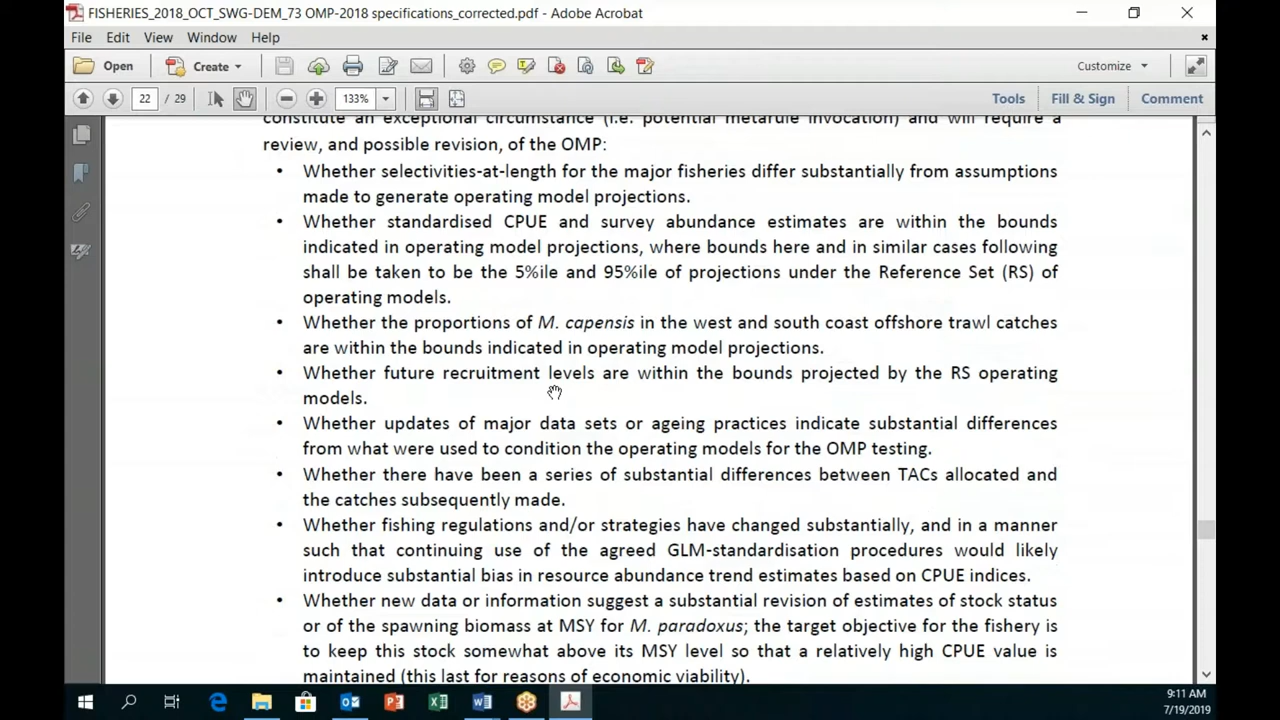 FISHERIES_2018_OCT_SWG-DEM_73 OMP-2018 specifications_corrected.pdf - Adobe Acrobat
File Edit View Window Help
Open Create Customize
22 / 29 133% Tools Fill & Sign Comment
constitute an exceptional circumstance (i.e. potential metarule invocation) and will require a
review, and possible revision, of the OMP:
• Whether selectivities-at-length for the major fisheries differ substantially from assumptions
made to generate operating model projections.
• Whether standardised CPUE and survey abundance estimates are within the bounds
indicated in operating model projections, where bounds here and in similar cases following
shall be taken to be the 5%ile and 95%ile of projections under the Reference Set (RS) of
operating models.
• Whether the proportions of M. capensis in the west and south coast offshore trawl catches
are within the bounds indicated in operating model projections.
• Whether future recruitment levels are within the bounds projected by the RS operating
models.
• Whether updates of major data sets or ageing practices indicate substantial differences
from what were used to condition the operating models for the OMP testing.
• Whether there have been a series of substantial differences between TACs allocated and
the catches subsequently made.
• Whether fishing regulations and/or strategies have changed substantially, and in a manner
such that continuing use of the agreed GLM-standardisation procedures would likely
introduce substantial bias in resource abundance trend estimates based on CPUE indices.
• Whether new data or information suggest a substantial revision of estimates of stock status
or of the spawning biomass at MSY for M. paradoxus; the target objective for the fishery is
to keep this stock somewhat above its MSY level so that a relatively high CPUE value is
maintained (this last for reasons of economic viability).
9:11 AM
7/19/2019